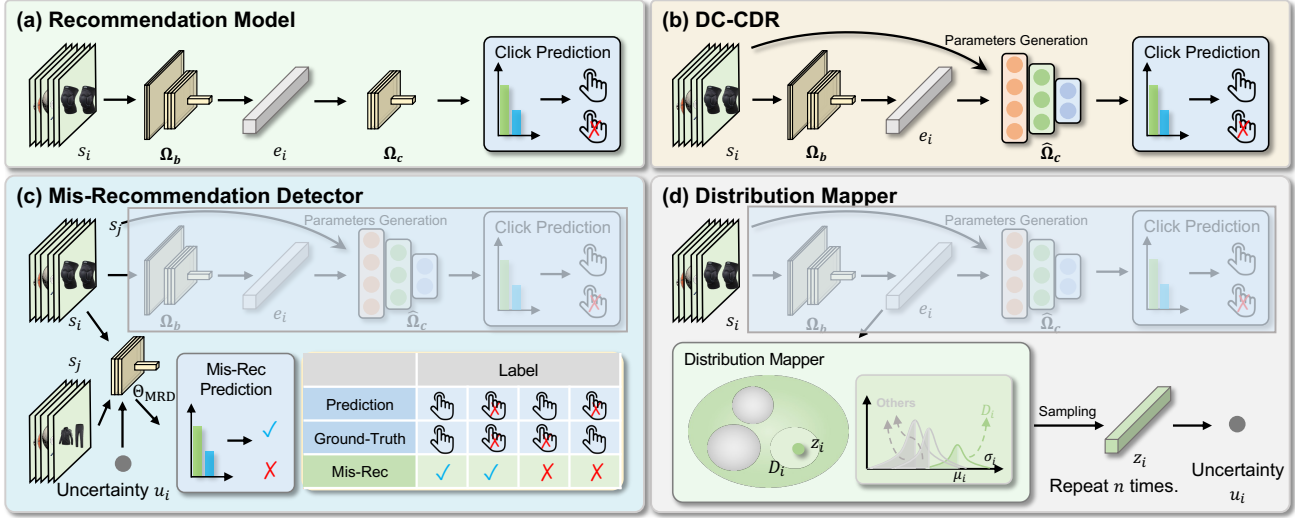 (a) Recommendation Model
Click Prediction
s_i
Ω_b
e_i
Ω_c
(b) DC-CDR
Parameters Generation
Click Prediction
s_i
Ω_b
e_i
Ω̂_c
(c) Mis-Recommendation Detector
s_j
Parameters Generation
Click Prediction
s_i
Ω_b
e_i
Ω̂_c
s_j
Θ_MRD
Uncertainty u_i
Mis-Rec
Prediction
Label
Prediction
Ground-Truth
Mis-Rec
(d) Distribution Mapper
Parameters Generation
Click Prediction
s_i
Ω_b
e_i
Ω̂_c
Distribution Mapper
z_i
D_i
Others
D_i
σ_i
μ_i
Sampling
z_i
Repeat n times.
Uncertainty
u_i